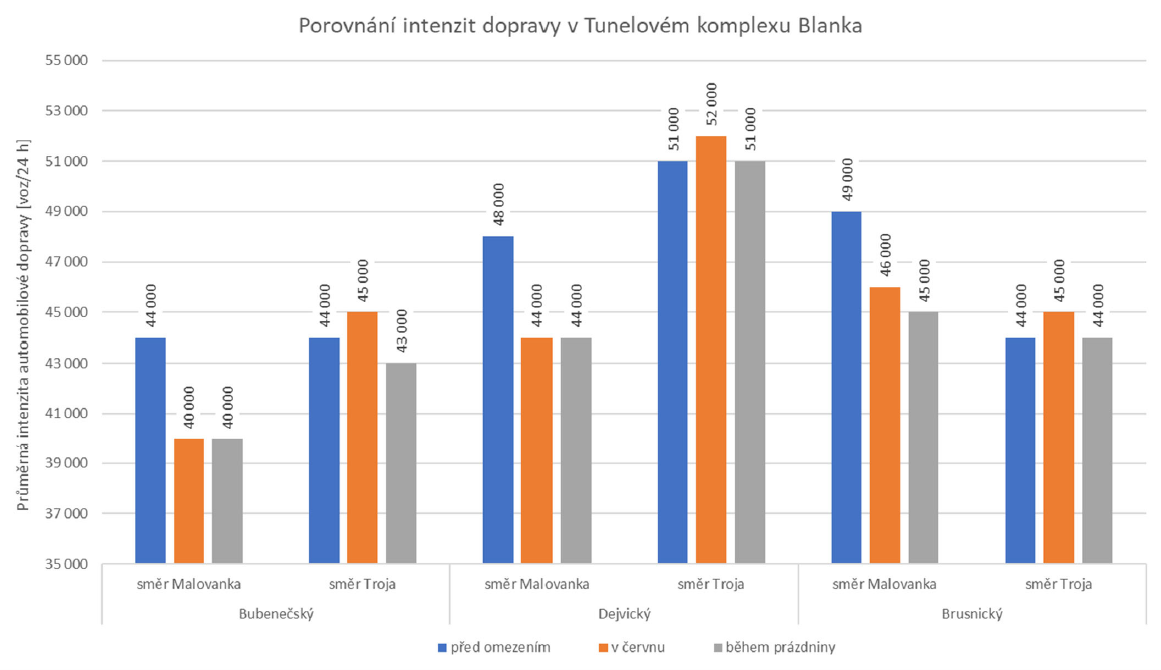 Porovnání intenzit dopravy v Tunelovém komplexu Blanka
Průměrná intenzita automobilové dopravy [voz/24 h]
55 000
53 000
51 000
49 000
47 000
45 000
43 000
41 000
39 000
37 000
35 000
44 000
40 000
40 000
44 000
45 000
43 000
48 000
44 000
44 000
51 000
52 000
51 000
49 000
46 000
45 000
44 000
45 000
44 000
směr Malovanka
směr Troja
směr Malovanka
směr Troja
směr Malovanka
směr Troja
Bubenečský
Dejvický
Brusnický
před omezením
v červnu
během prázdniny